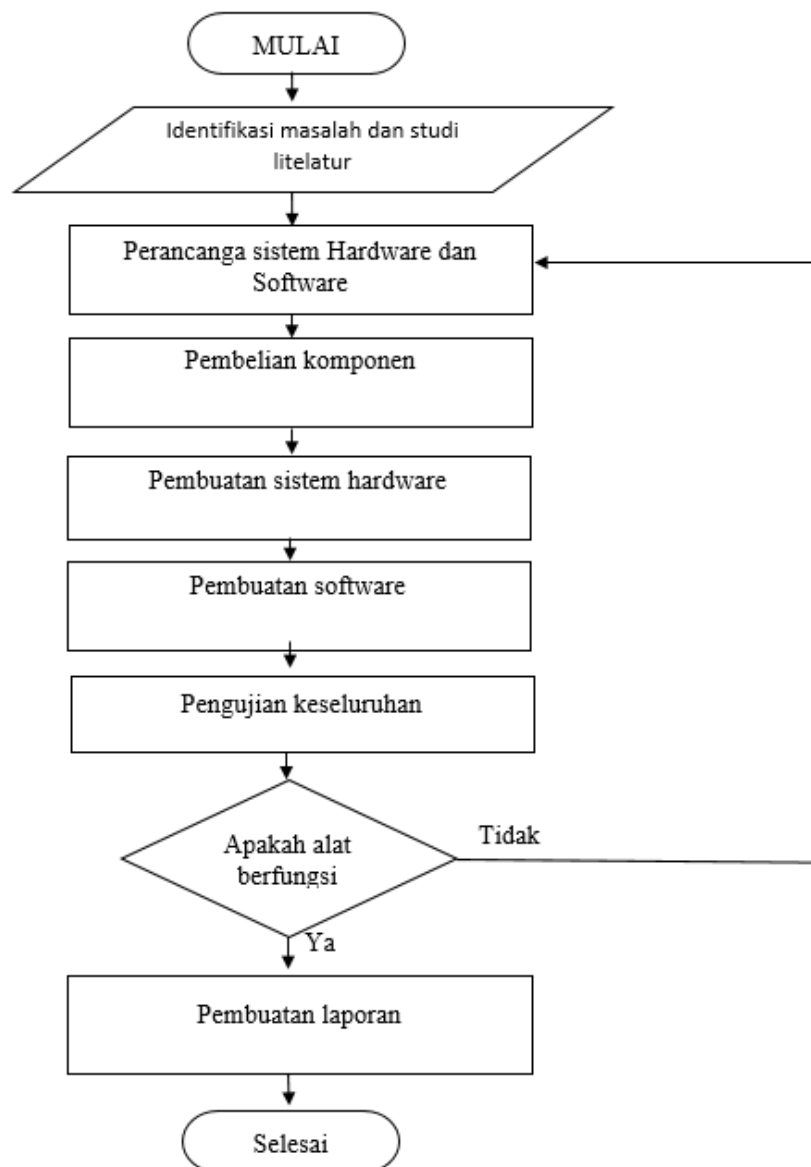 MULAI
Identifikasi masalah dan studi
litelatur
Perancanga sistem Hardware dan
Software
Pembelian komponen
Pembuatan sistem hardware
Pembuatan software
Pengujian keseluruhan
Apakah alat
berfungsi
Tidak
Ya
Pembuatan laporan
Selesai